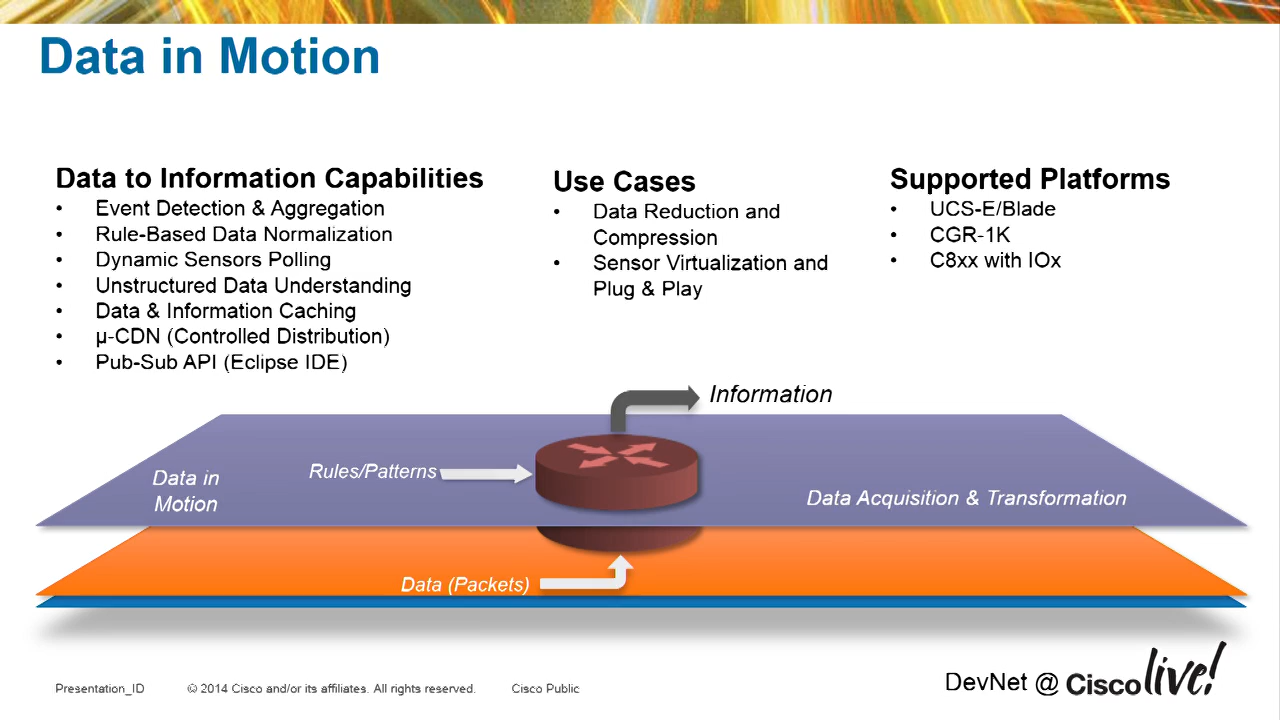 Data in Motion
Data to Information Capabilities
• Event Detection & Aggregation
• Rule-Based Data Normalization
• Dynamic Sensors Polling
• Unstructured Data Understanding
• Data & Information Caching
• µ-CDN (Controlled Distribution)
• Pub-Sub API (Eclipse IDE)
Use Cases
• Data Reduction and
Compression
• Sensor Virtualization and
Plug & Play
Supported Platforms
• UCS-E/Blade
• CGR-1K
• C8xx with IOx
Information
Rules/Patterns
Data in
Motion
Data Acquisition & Transformation
Data (Packets)
Presentation_ID
© 2014 Cisco and/or its affiliates. All rights reserved.
Cisco Public
DevNet @ Cisco live!